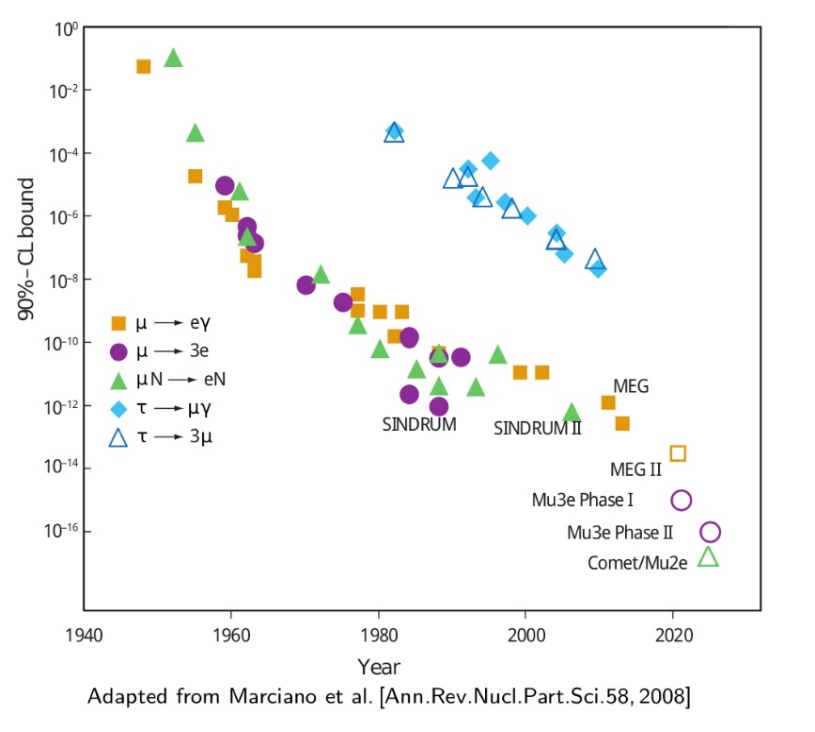 10⁰
10⁻²
10⁻⁴
10⁻⁶
10⁻⁸
10⁻¹⁰
10⁻¹²
10⁻¹⁴
10⁻¹⁶
90%–CL bound
μ → eγ
μ → 3e
μN → eN
τ → μγ
τ → 3μ
MEG
SINDRUM
SINDRUM II
MEG II
Mu3e Phase I
Mu3e Phase II
Comet/Mu2e
1940 1960 1980 2000 2020
Year
Adapted from Marciano et al. [Ann.Rev.Nucl.Part.Sci.58, 2008]